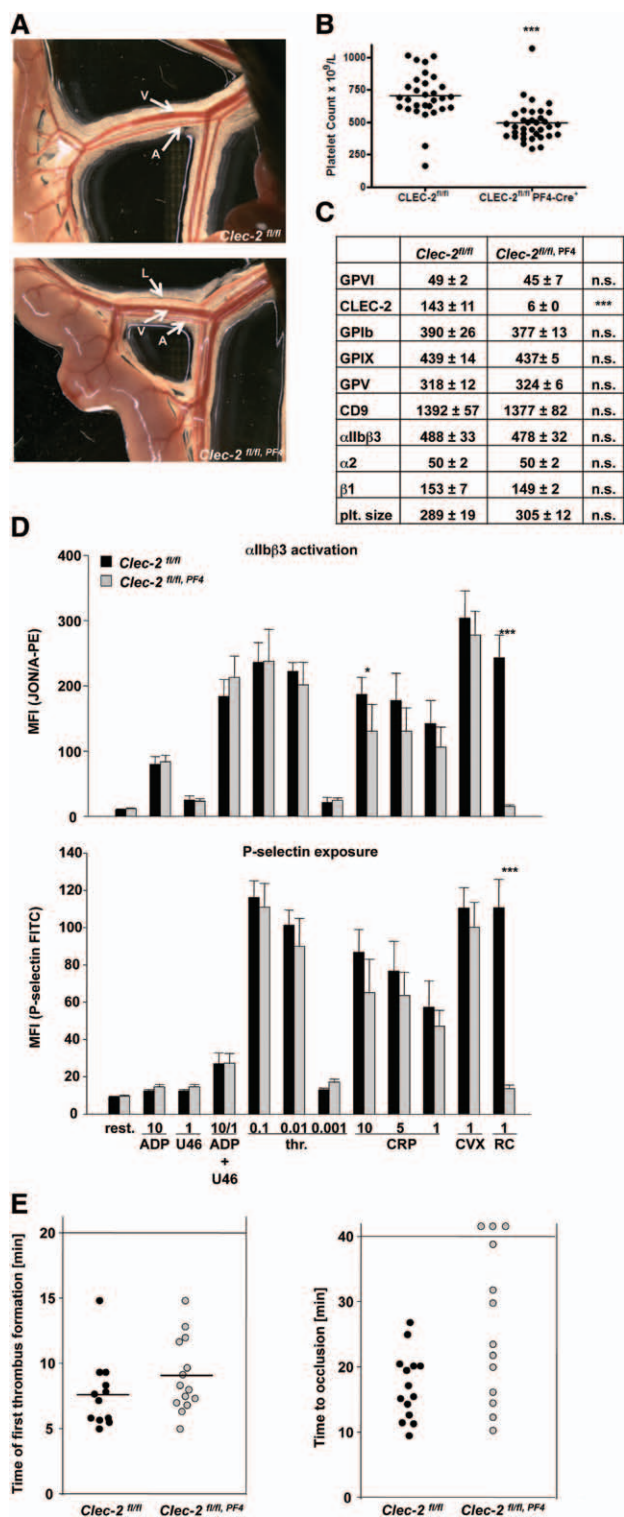 A
V
A
Clec-2 fl/fl
L
V
A
Clec-2 fl/fl, PF4
B
***
Platelet Count x 10⁹/L
1000
750
500
250
0
CLEC-2fl/fl
CLEC-2fl/flPF4-Cre⁺
C
Clec-2fl/fl Clec-2fl/fl, PF4
GPVI 49 ± 2 45 ± 7 n.s.
CLEC-2 143 ± 11 6 ± 0 ***
GPIb 390 ± 26 377 ± 13 n.s.
GPIX 439 ± 14 437± 5 n.s.
GPV 318 ± 12 324 ± 6 n.s.
CD9 1392 ± 57 1377 ± 82 n.s.
αIIbβ3 488 ± 33 478 ± 32 n.s.
α2 50 ± 2 50 ± 2 n.s.
β1 153 ± 7 149 ± 2 n.s.
plt. size 289 ± 19 305 ± 12 n.s.
D
αIIbβ3 activation
Clec-2 fl/fl
Clec-2 fl/fl, PF4
MFI (JON/A-PE)
400
300
200
100
0
*
***
P-selectin exposure
MFI (P-selectin FITC)
140
120
100
80
60
40
20
0
***
rest. 10 1 10/1 0.1 0.01 0.001 10 5 1 1 1
ADP U46 ADP thr. CRP CVX RC
+
U46
E
Time of first thrombus formation [min]
20
15
10
5
0
Clec-2 fl/fl Clec-2 fl/fl, PF4
Time to occlusion [min]
40
30
20
10
0
Clec-2 fl/fl Clec-2 fl/fl, PF4